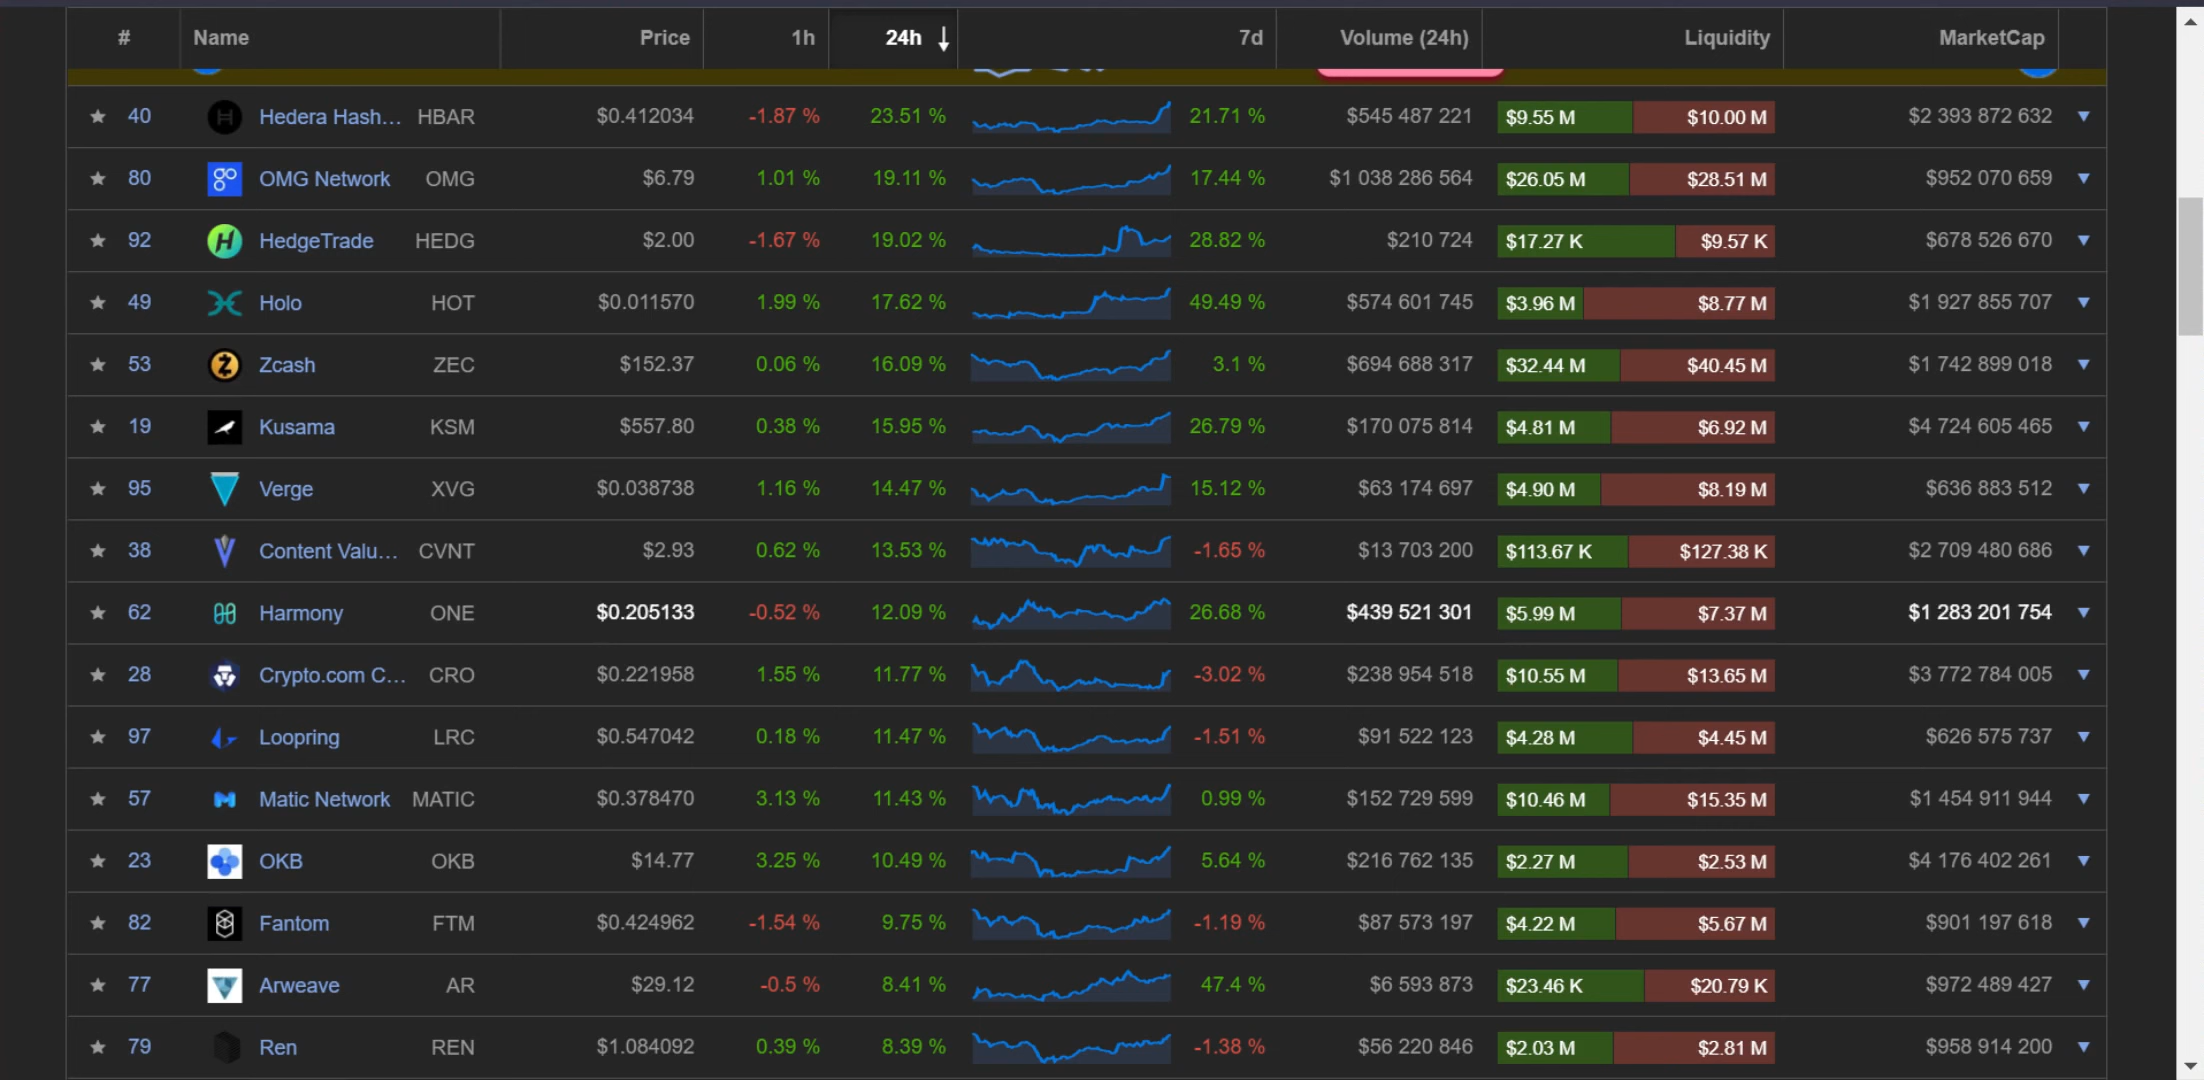 # Name Price 1h 24h ↓ 7d Volume (24h) Liquidity MarketCap
★ 40 Hedera Hash... HBAR $0.412034 -1.87 % 23.51 % 21.71 % $545 487 221 $9.55 M $10.00 M $2 393 872 632 ▼
★ 80 OMG Network OMG $6.79 1.01 % 19.11 % 17.44 % $1 038 286 564 $26.05 M $28.51 M $952 070 659 ▼
★ 92 HedgeTrade HEDG $2.00 -1.67 % 19.02 % 28.82 % $210 724 $17.27 K $9.57 K $678 526 670 ▼
★ 49 Holo HOT $0.011570 1.99 % 17.62 % 49.49 % $574 601 745 $3.96 M $8.77 M $1 927 855 707 ▼
★ 53 Zcash ZEC $152.37 0.06 % 16.09 % 3.1 % $694 688 317 $32.44 M $40.45 M $1 742 899 018 ▼
★ 19 Kusama KSM $557.80 0.38 % 15.95 % 26.79 % $170 075 814 $4.81 M $6.92 M $4 724 605 465 ▼
★ 95 Verge XVG $0.038738 1.16 % 14.47 % 15.12 % $63 174 697 $4.90 M $8.19 M $636 883 512 ▼
★ 38 Content Valu... CVNT $2.93 0.62 % 13.53 % -1.65 % $13 703 200 $113.67 K $127.38 K $2 709 480 686 ▼
★ 62 Harmony ONE $0.205133 -0.52 % 12.09 % 26.68 % $439 521 301 $5.99 M $7.37 M $1 283 201 754 ▼
★ 28 Crypto.com C... CRO $0.221958 1.55 % 11.77 % -3.02 % $238 954 518 $10.55 M $13.65 M $3 772 784 005 ▼
★ 97 Loopring LRC $0.547042 0.18 % 11.47 % -1.51 % $91 522 123 $4.28 M $4.45 M $626 575 737 ▼
★ 57 Matic Network MATIC $0.378470 3.13 % 11.43 % 0.99 % $152 729 599 $10.46 M $15.35 M $1 454 911 944 ▼
★ 23 OKB OKB $14.77 3.25 % 10.49 % 5.64 % $216 762 135 $2.27 M $2.53 M $4 176 402 261 ▼
★ 82 Fantom FTM $0.424962 -1.54 % 9.75 % -1.19 % $87 573 197 $4.22 M $5.67 M $901 197 618 ▼
★ 77 Arweave AR $29.12 -0.5 % 8.41 % 47.4 % $6 593 873 $23.46 K $20.79 K $972 489 427 ▼
★ 79 Ren REN $1.084092 0.39 % 8.39 % -1.38 % $56 220 846 $2.03 M $2.81 M $958 914 200 ▼